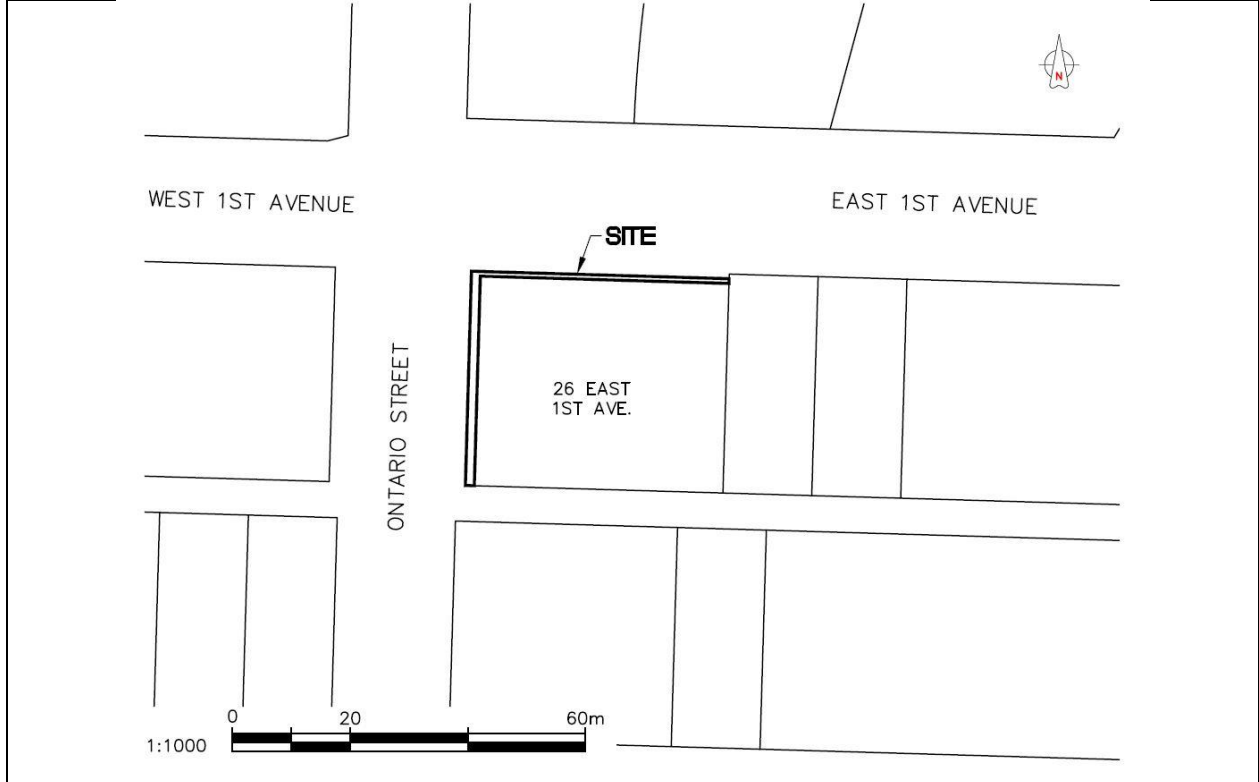 N
WEST 1ST AVENUE
EAST 1ST AVENUE
SITE
26 EAST
1ST AVE.
ONTARIO STREET
0 20 60m
1:1000